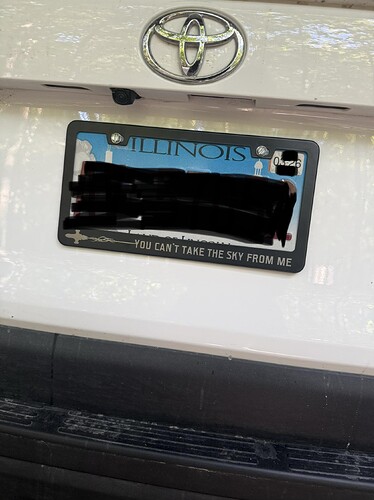 ILLINOIS
YOU CAN'T TAKE THE SKY FROM ME